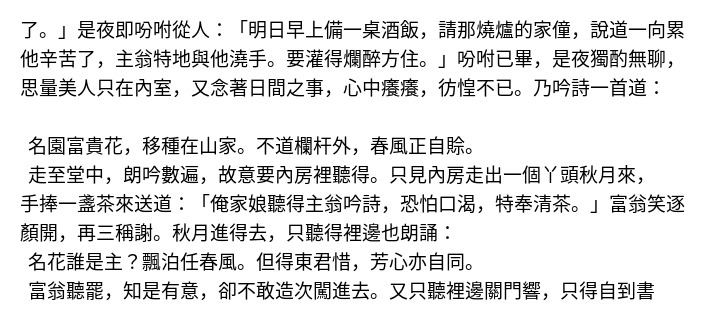 了。」是夜即吩咐從人：「明日早上備一桌酒飯，請那燒爐的家僮，說道一向累
他辛苦了，主翁特地與他澆手。要灌得爛醉方住。」吩咐已畢，是夜獨酌無聊，
思量美人只在內室，又念著日間之事，心中癢癢，彷惶不已。乃吟詩一首道：
名園富貴花，移種在山家。不道欄杆外，春風正自賒。
走至堂中，朗吟數遍，故意要內房裡聽得。只見內房走出一個丫頭秋月來，
手捧一盞茶來送道：「俺家娘聽得主翁吟詩，恐怕口渴，特奉清茶。」富翁笑逐
顏開，再三稱謝。秋月進得去，只聽得裡邊也朗誦：
名花誰是主？飄泊任春風。但得東君惜，芳心亦自同。
富翁聽罷，知是有意，卻不敢造次闖進去。又只聽裡邊關門響，只得自到書